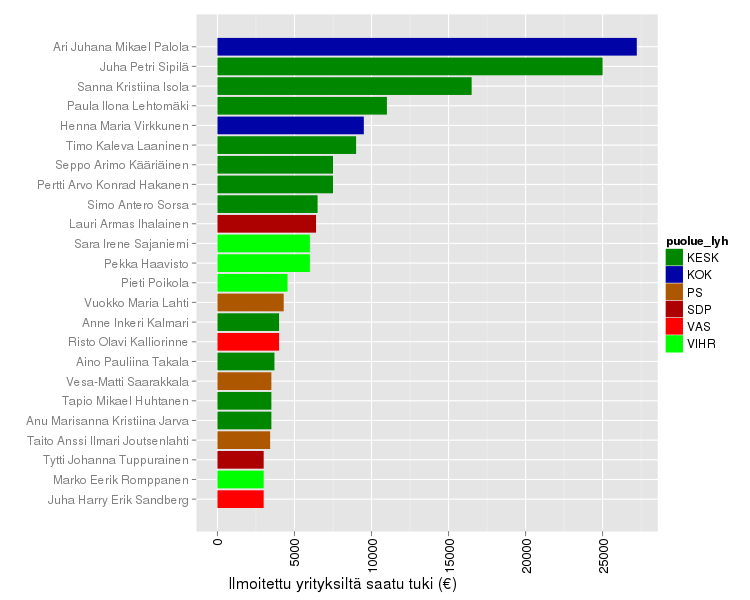 Ari Juhana Mikael Palola
Juha Petri Sipilä
Sanna Kristiina Isola
Paula Ilona Lehtomäki
Henna Maria Virkkunen
Timo Kaleva Laaninen
Seppo Arimo Kääriäinen
Pertti Arvo Konrad Hakanen
Simo Antero Sorsa
Lauri Armas Ihalainen
Sara Irene Sajaniemi
Pekka Haavisto
Pieti Poikola
Vuokko Maria Lahti
Anne Inkeri Kalmari
Risto Olavi Kalliorinne
Aino Pauliina Takala
Vesa-Matti Saarakkala
Tapio Mikael Huhtanen
Anu Marisanna Kristiina Jarva
Taito Anssi Ilmari Joutsenlahti
Tytti Johanna Tuppurainen
Marko Eerik Romppanen
Juha Harry Erik Sandberg
0
5000
10000
15000
20000
25000
Ilmoitettu yrityksiltä saatu tuki (€)
puolue_lyh
KESK
KOK
PS
SDP
VAS
VIHR